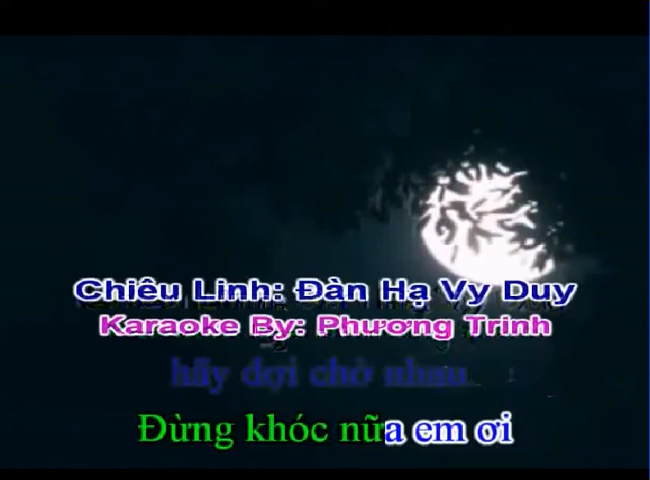 Chiêu Linh: Đàn Hạ Vy Duy
Karaoke By: Phương Trinh
hãy đợi chờ nhau
Đừng khóc nữa em ơi